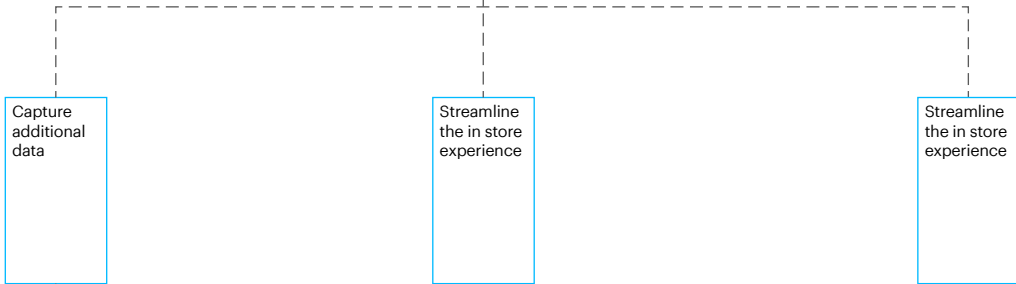 Capture
additional
data
Streamline
the in store
experience
Streamline
the in store
experience